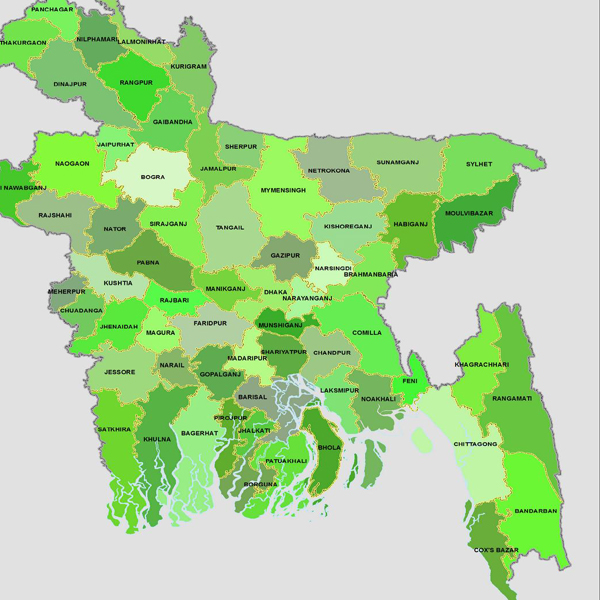 PANCHAGAR
THAKURGAON
NILPHAMARI
LALMONIRHAT
KURIGRAM
DINAJPUR
RANGPUR
GAIBANDHA
JAIPURHAT
SHERPUR
NAOGAON
BOGRA
JAMALPUR
NETROKONA
SUNAMGANJ
SYLHET
I NAWABGANJ
MYMENSINGH
RAJSHAHI
NATOR
SIRAJGANJ
TANGAIL
KISHOREGANJ
HABIGANJ
MOULVIBAZAR
PABNA
GAZIPUR
NARSINGDI
BRAHMANBARIA
KUSHTIA
MEHERPUR
RAJBARI
MANIKGANJ
DHAKA
NARAYANGANJ
CHUADANGA
JHENAIDAH
MAGURA
FARIDPUR
MUNSHIGANJ
COMILLA
MADARIPUR
SHARIYATPUR
CHANDPUR
JESSORE
NARAIL
GOPALGANJ
KHAGRACHHARI
FENI
LAKSMIPUR
NOAKHALI
BARISAL
RANGAMATI
SATKHIRA
KHULNA
BAGERHAT
PIROJPUR
JHALKATI
BHOLA
CHITTAGONG
PATUAKHALI
BORGUNA
BANDARBAN
COX'S BAZAR